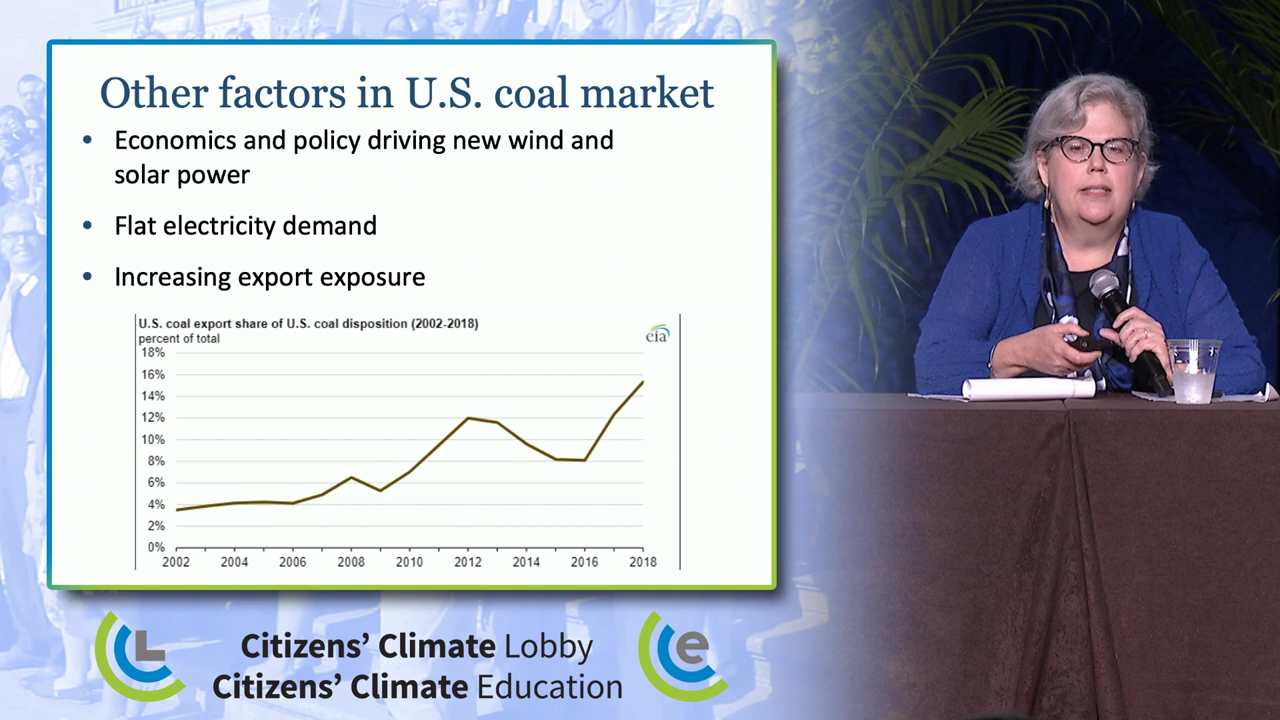 Other factors in U.S. coal market
• Economics and policy driving new wind and
solar power
• Flat electricity demand
• Increasing export exposure
U.S. coal export share of U.S. coal disposition (2002-2018)
percent of total
eia
18%
16%
14%
12%
10%
8%
6%
4%
2%
0%
2002 2004 2006 2008 2010 2012 2014 2016 2018
CL
Citizens’ Climate Lobby
Citizens’ Climate Education
Ce